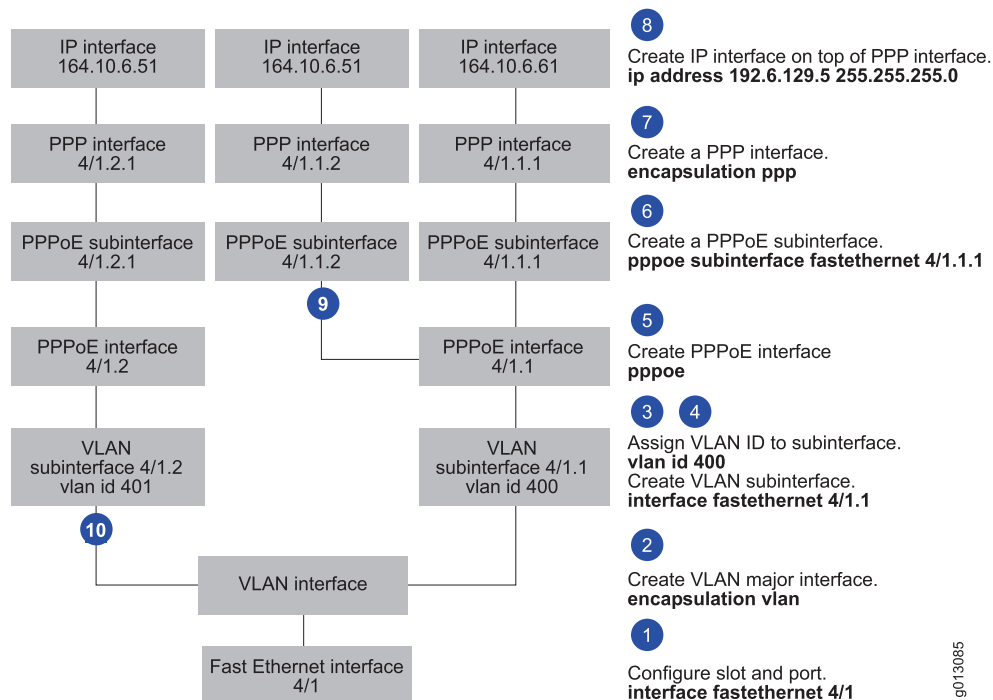 IP interface
164.10.6.51
IP interface
164.10.6.51
IP interface
164.10.6.61
8
Create IP interface on top of PPP interface.
ip address 192.6.129.5 255.255.255.0
PPP interface
4/1.2.1
PPP interface
4/1.1.2
PPP interface
4/1.1.1
7
Create a PPP interface.
encapsulation ppp
PPPoE subinterface
4/1.2.1
PPPoE subinterface
4/1.1.2
PPPoE subinterface
4/1.1.1
6
Create a PPPoE subinterface.
pppoe subinterface fastethernet 4/1.1.1
9
PPPoE interface
4/1.2
PPPoE interface
4/1.1
5
Create PPPoE interface
pppoe
VLAN
subinterface 4/1.2
vlan id 401
VLAN
subinterface 4/1.1
vlan id 400
3 4
Assign VLAN ID to subinterface.
vlan id 400
Create VLAN subinterface.
interface fastethernet 4/1.1
10
VLAN interface
2
Create VLAN major interface.
encapsulation vlan
Fast Ethernet interface
4/1
1
Configure slot and port.
interface fastethernet 4/1
g013085